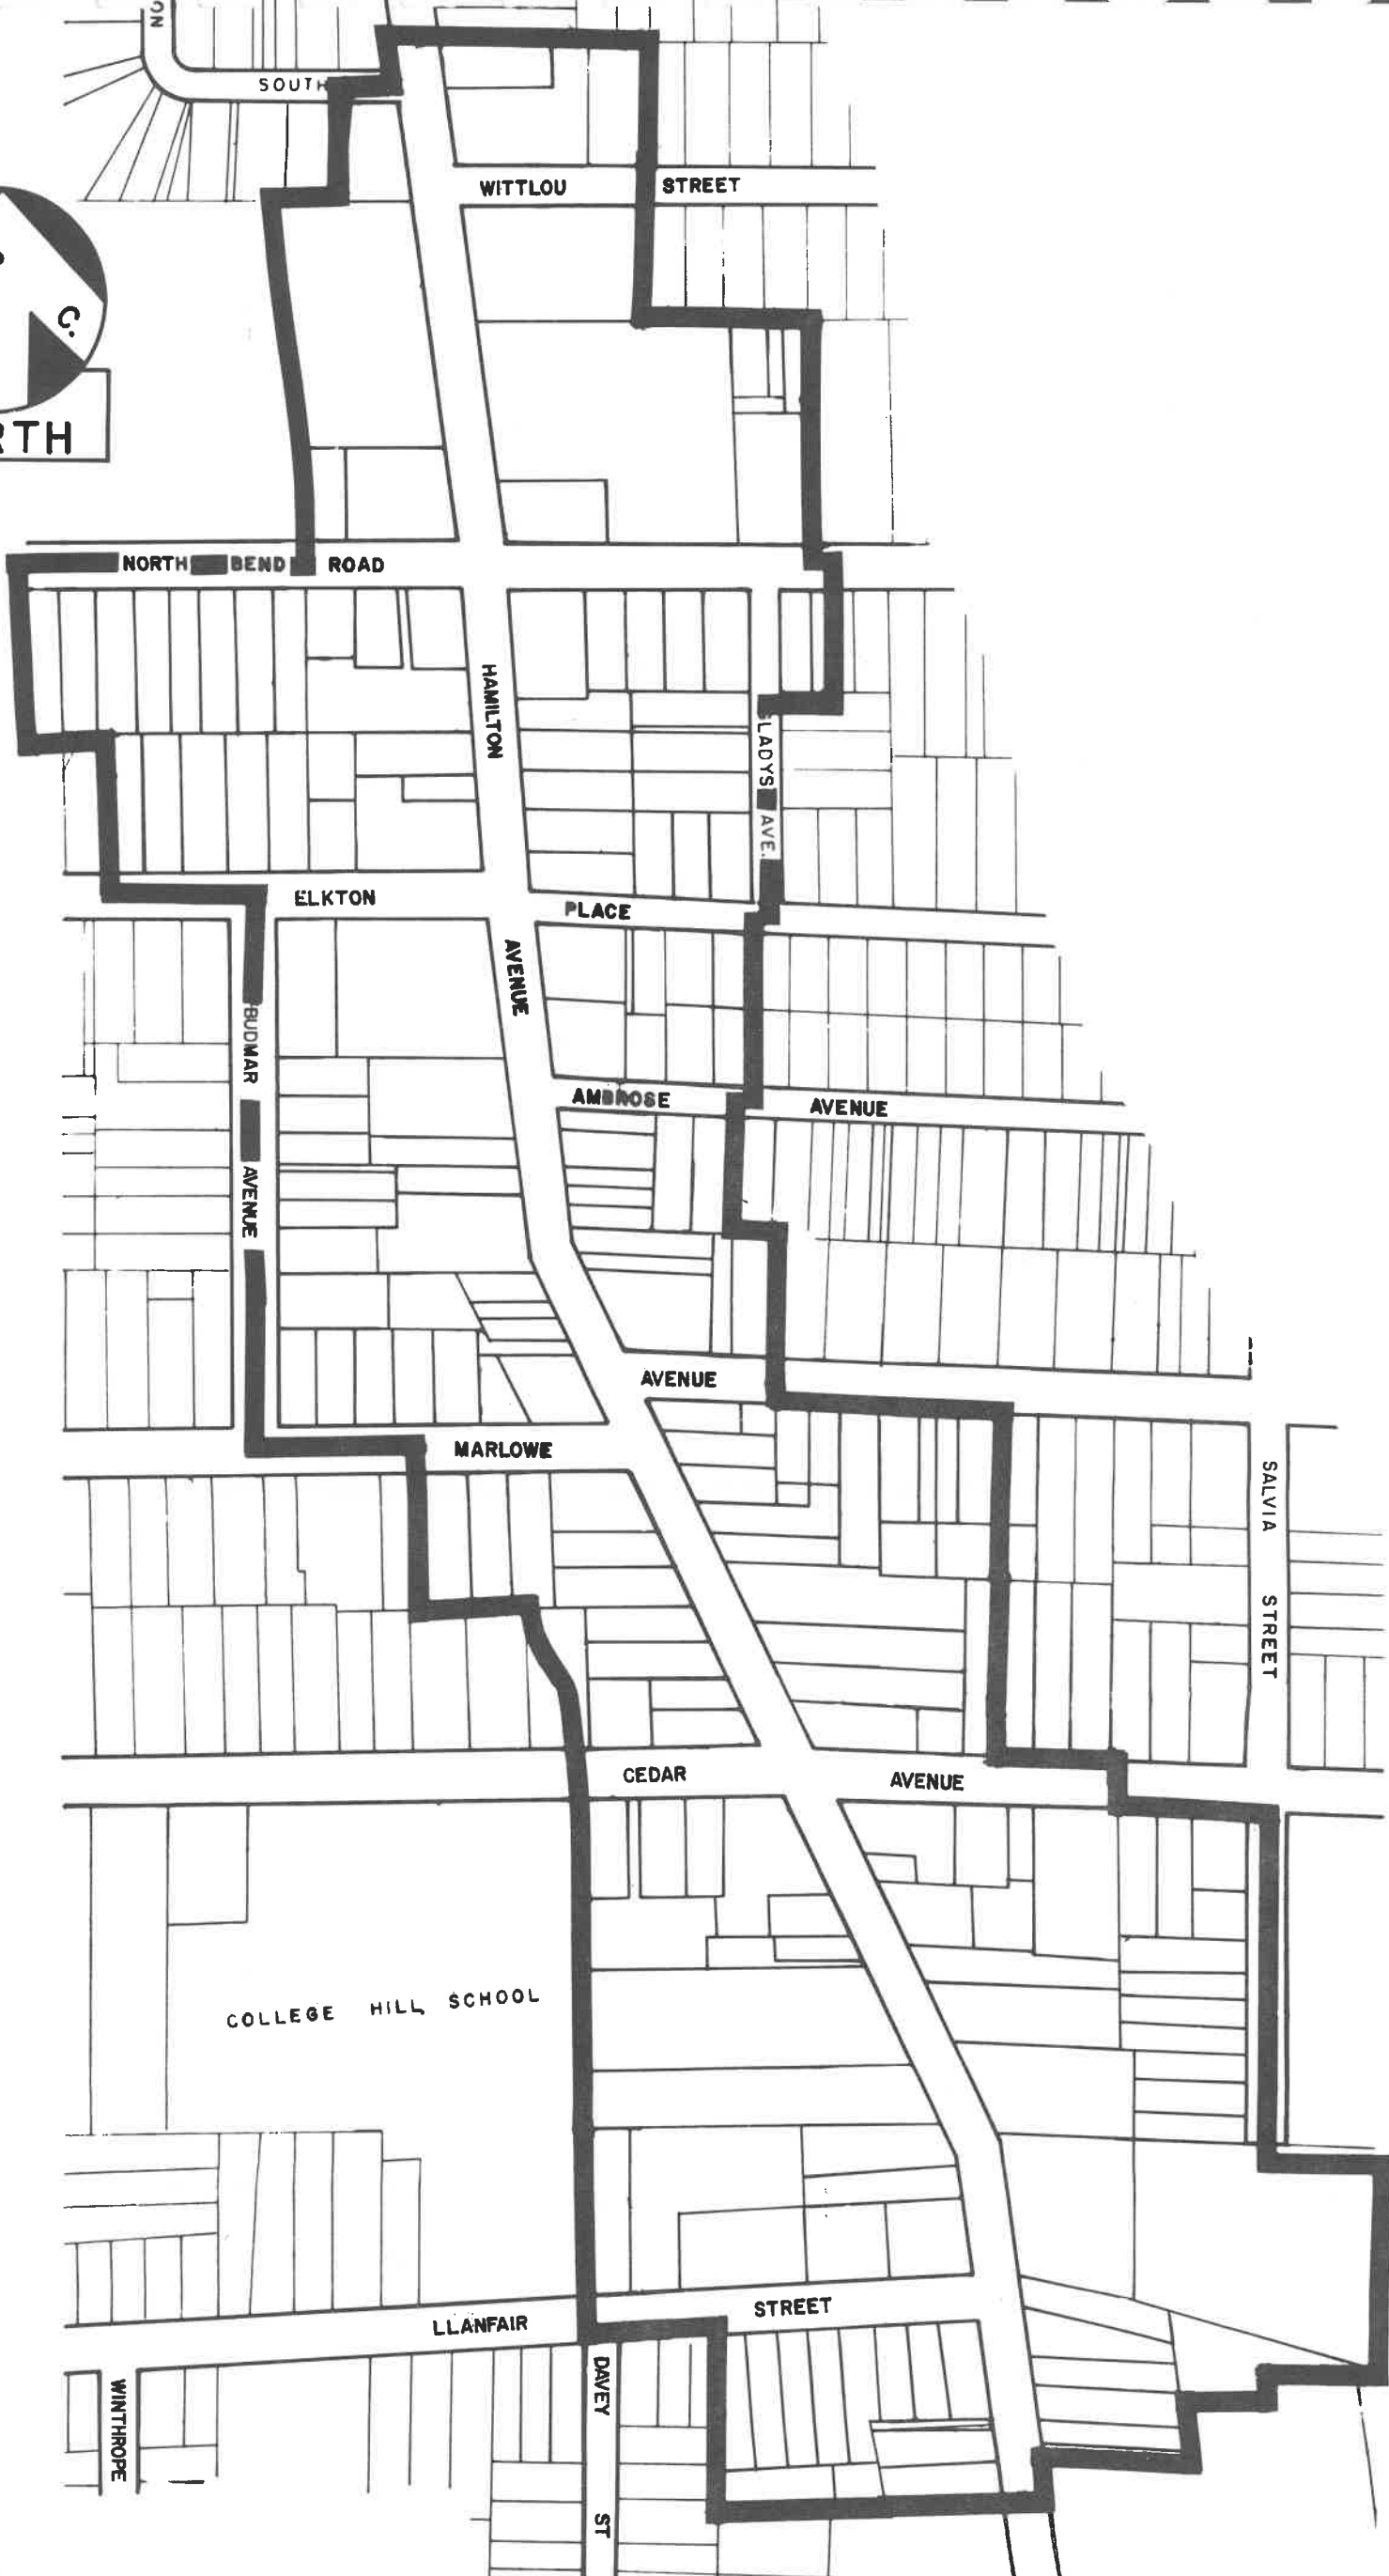 ON
SOUTH
WITTLOU STREET
C.
RTH
NORTH BEND ROAD
HAMILTON
LADYS AVE.
ELKTON PLACE
AVENUE
BUDMAR
AMBROSE AVENUE
AVENUE
AVENUE
MARLOWE
SALVIA STREET
CEDAR AVENUE
COLLEGE HILL SCHOOL
LLANFAIR STREET
WINTHROPE
DAVEY ST